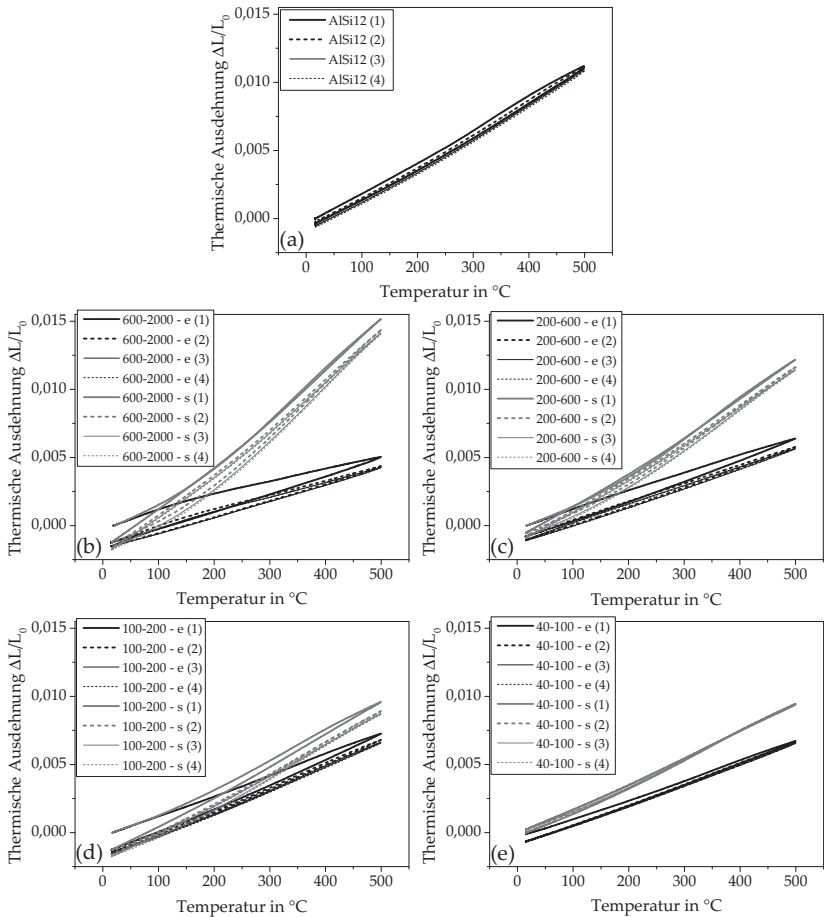 Thermische Ausdehnung ΔL/L₀
0,015
0,010
0,005
0,000
AlSi12 (1)
AlSi12 (2)
AlSi12 (3)
AlSi12 (4)
(a)
0 100 200 300 400 500
Temperatur in °C
Thermische Ausdehnung ΔL/L₀
0,015
0,010
0,005
0,000
600-2000 - e (1)
600-2000 - e (2)
600-2000 - e (3)
600-2000 - e (4)
600-2000 - s (1)
600-2000 - s (2)
600-2000 - s (3)
600-2000 - s (4)
(b)
0 100 200 300 400 500
Temperatur in °C
Thermische Ausdehnung ΔL/L₀
0,015
0,010
0,005
0,000
200-600 - e (1)
200-600 - e (2)
200-600 - e (3)
200-600 - e (4)
200-600 - s (1)
200-600 - s (2)
200-600 - s (3)
200-600 - s (4)
(c)
0 100 200 300 400 500
Temperatur in °C
Thermische Ausdehnung ΔL/L₀
0,015
0,010
0,005
0,000
100-200 - e (1)
100-200 - e (2)
100-200 - e (3)
100-200 - e (4)
100-200 - s (1)
100-200 - s (2)
100-200 - s (3)
100-200 - s (4)
(d)
0 100 200 300 400 500
Temperatur in °C
Thermische Ausdehnung ΔL/L₀
0,015
0,010
0,005
0,000
40-100 - e (1)
40-100 - e (2)
40-100 - e (3)
40-100 - e (4)
40-100 - s (1)
40-100 - s (2)
40-100 - s (3)
40-100 - s (4)
(e)
0 100 200 300 400 500
Temperatur in °C